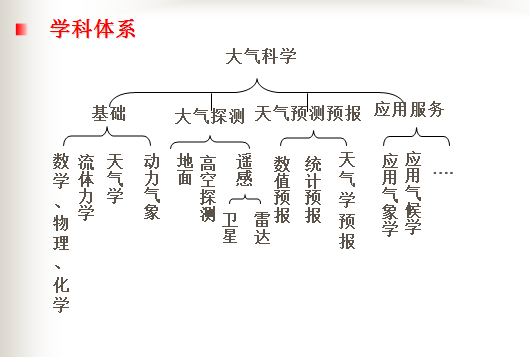 学科体系
大气科学
基础
大气探测
天气预测预报
应用服务
数学、物理、化学
流体力学
天气学
动力气象
地面
高空探测
遥感
卫星
雷达
数值预报
统计预报
天气学预报
应用气象学
应用气候学
....